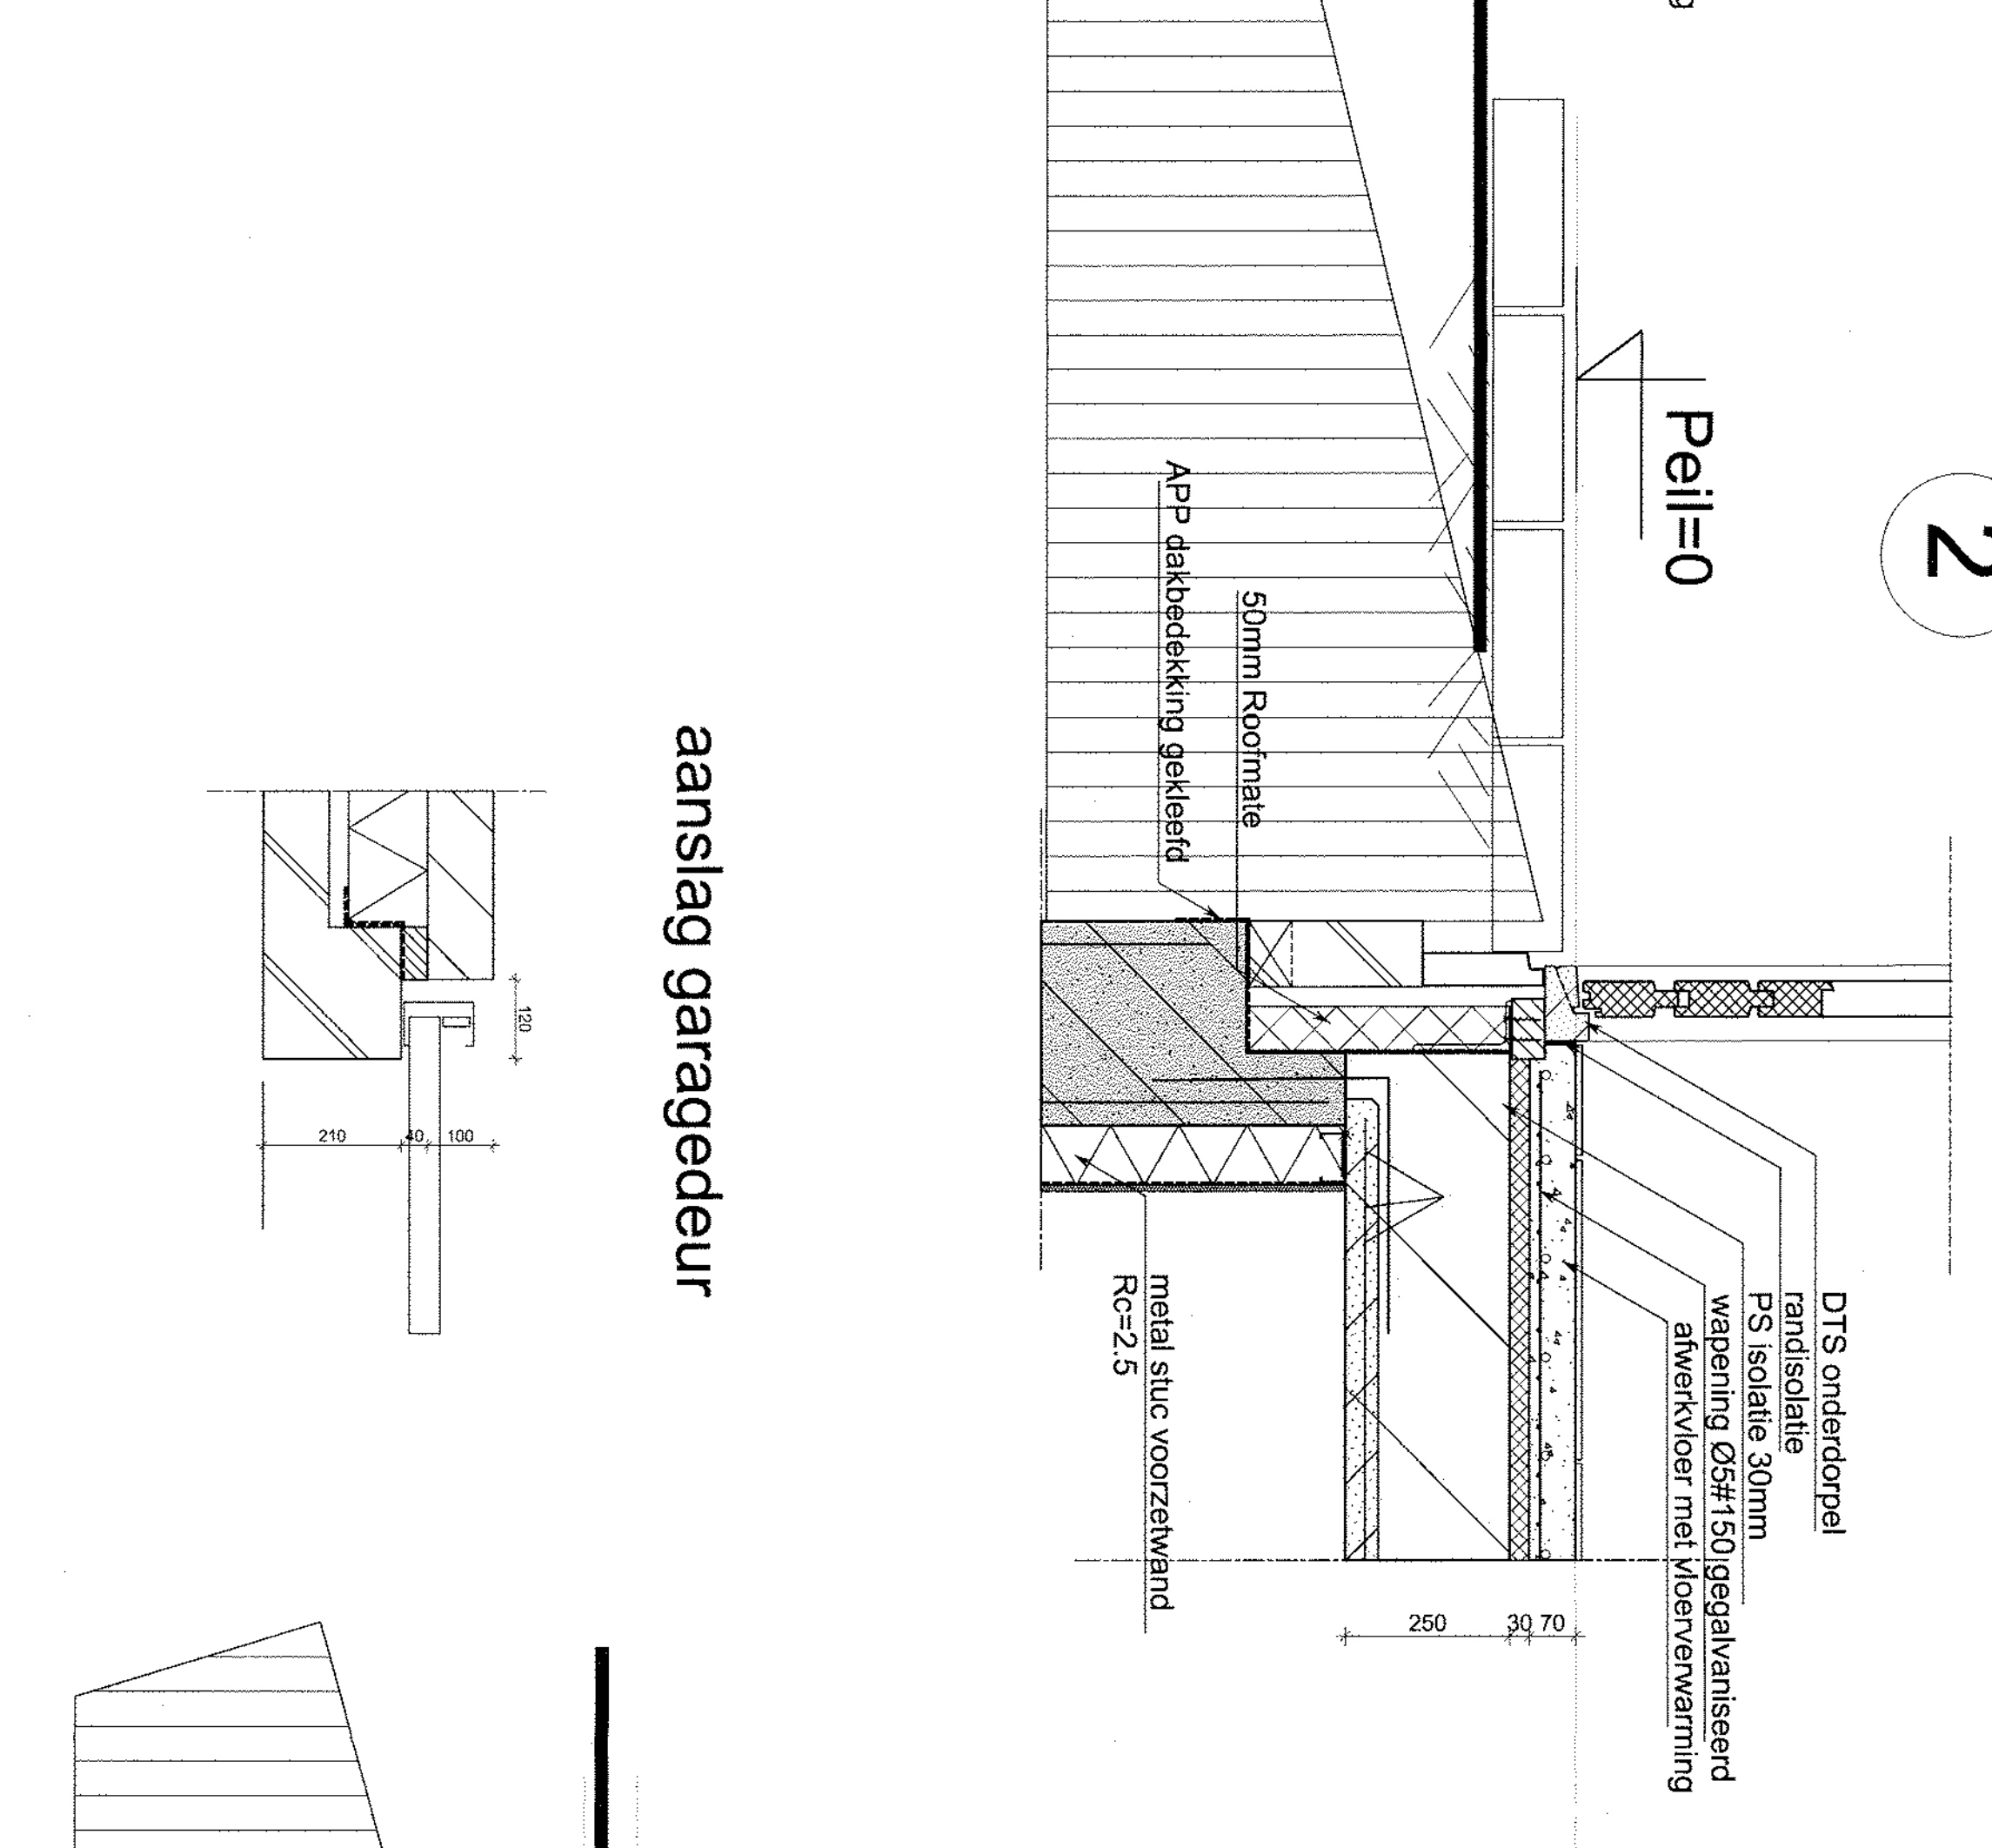 2
Peil=0
DTS onderdorpel
randisolatie
PS isolatie 30mm
wapening Ø5#150 gegalvaniseerd
afwerkvloer met vloerverwarming
50mm Roofmate
APP dakbedekking gekleefd
250
30
70
metal stuc voorzetwand
Rc=2.5
aanslag garagedeur
120
210
40
100